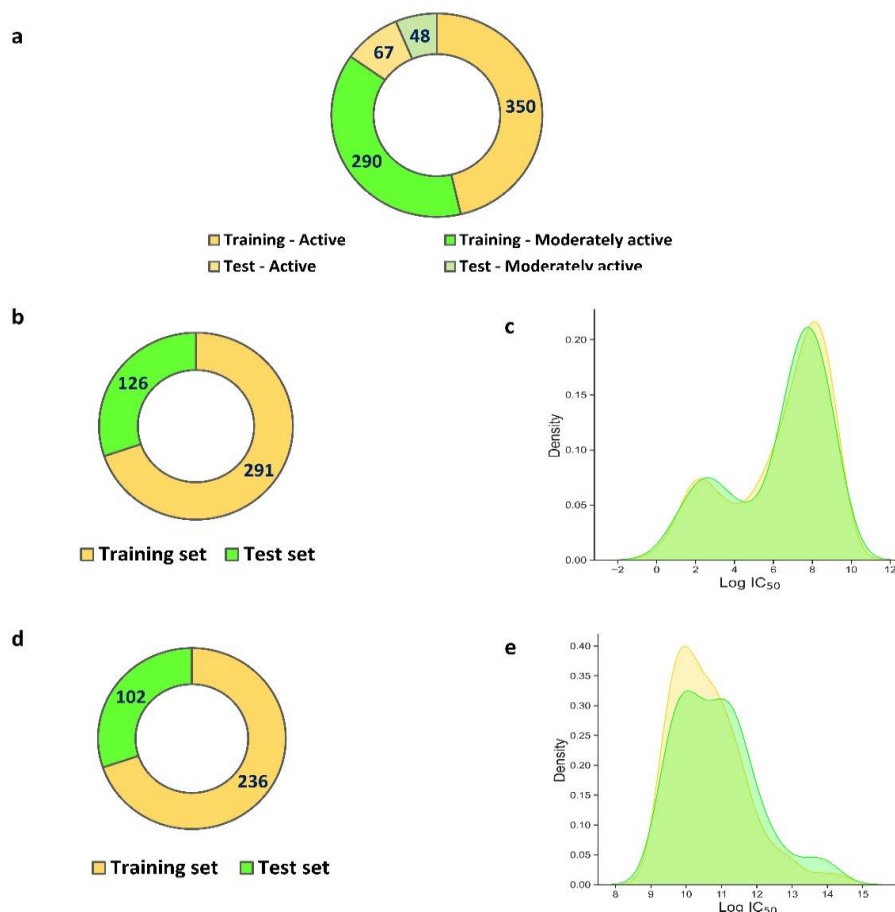 a
67
48
350
290
Training - Active
Training - Moderately active
Test - Active
Test - Moderately active
b
126
291
Training set
Test set
c
0.20
0.15
0.10
0.05
0.00
Density
−2
0
2
4
6
8
10
12
Log IC50
d
102
236
Training set
Test set
e
0.40
0.35
0.30
0.25
0.20
0.15
0.10
0.05
0.00
Density
8
9
10
11
12
13
14
15
Log IC50